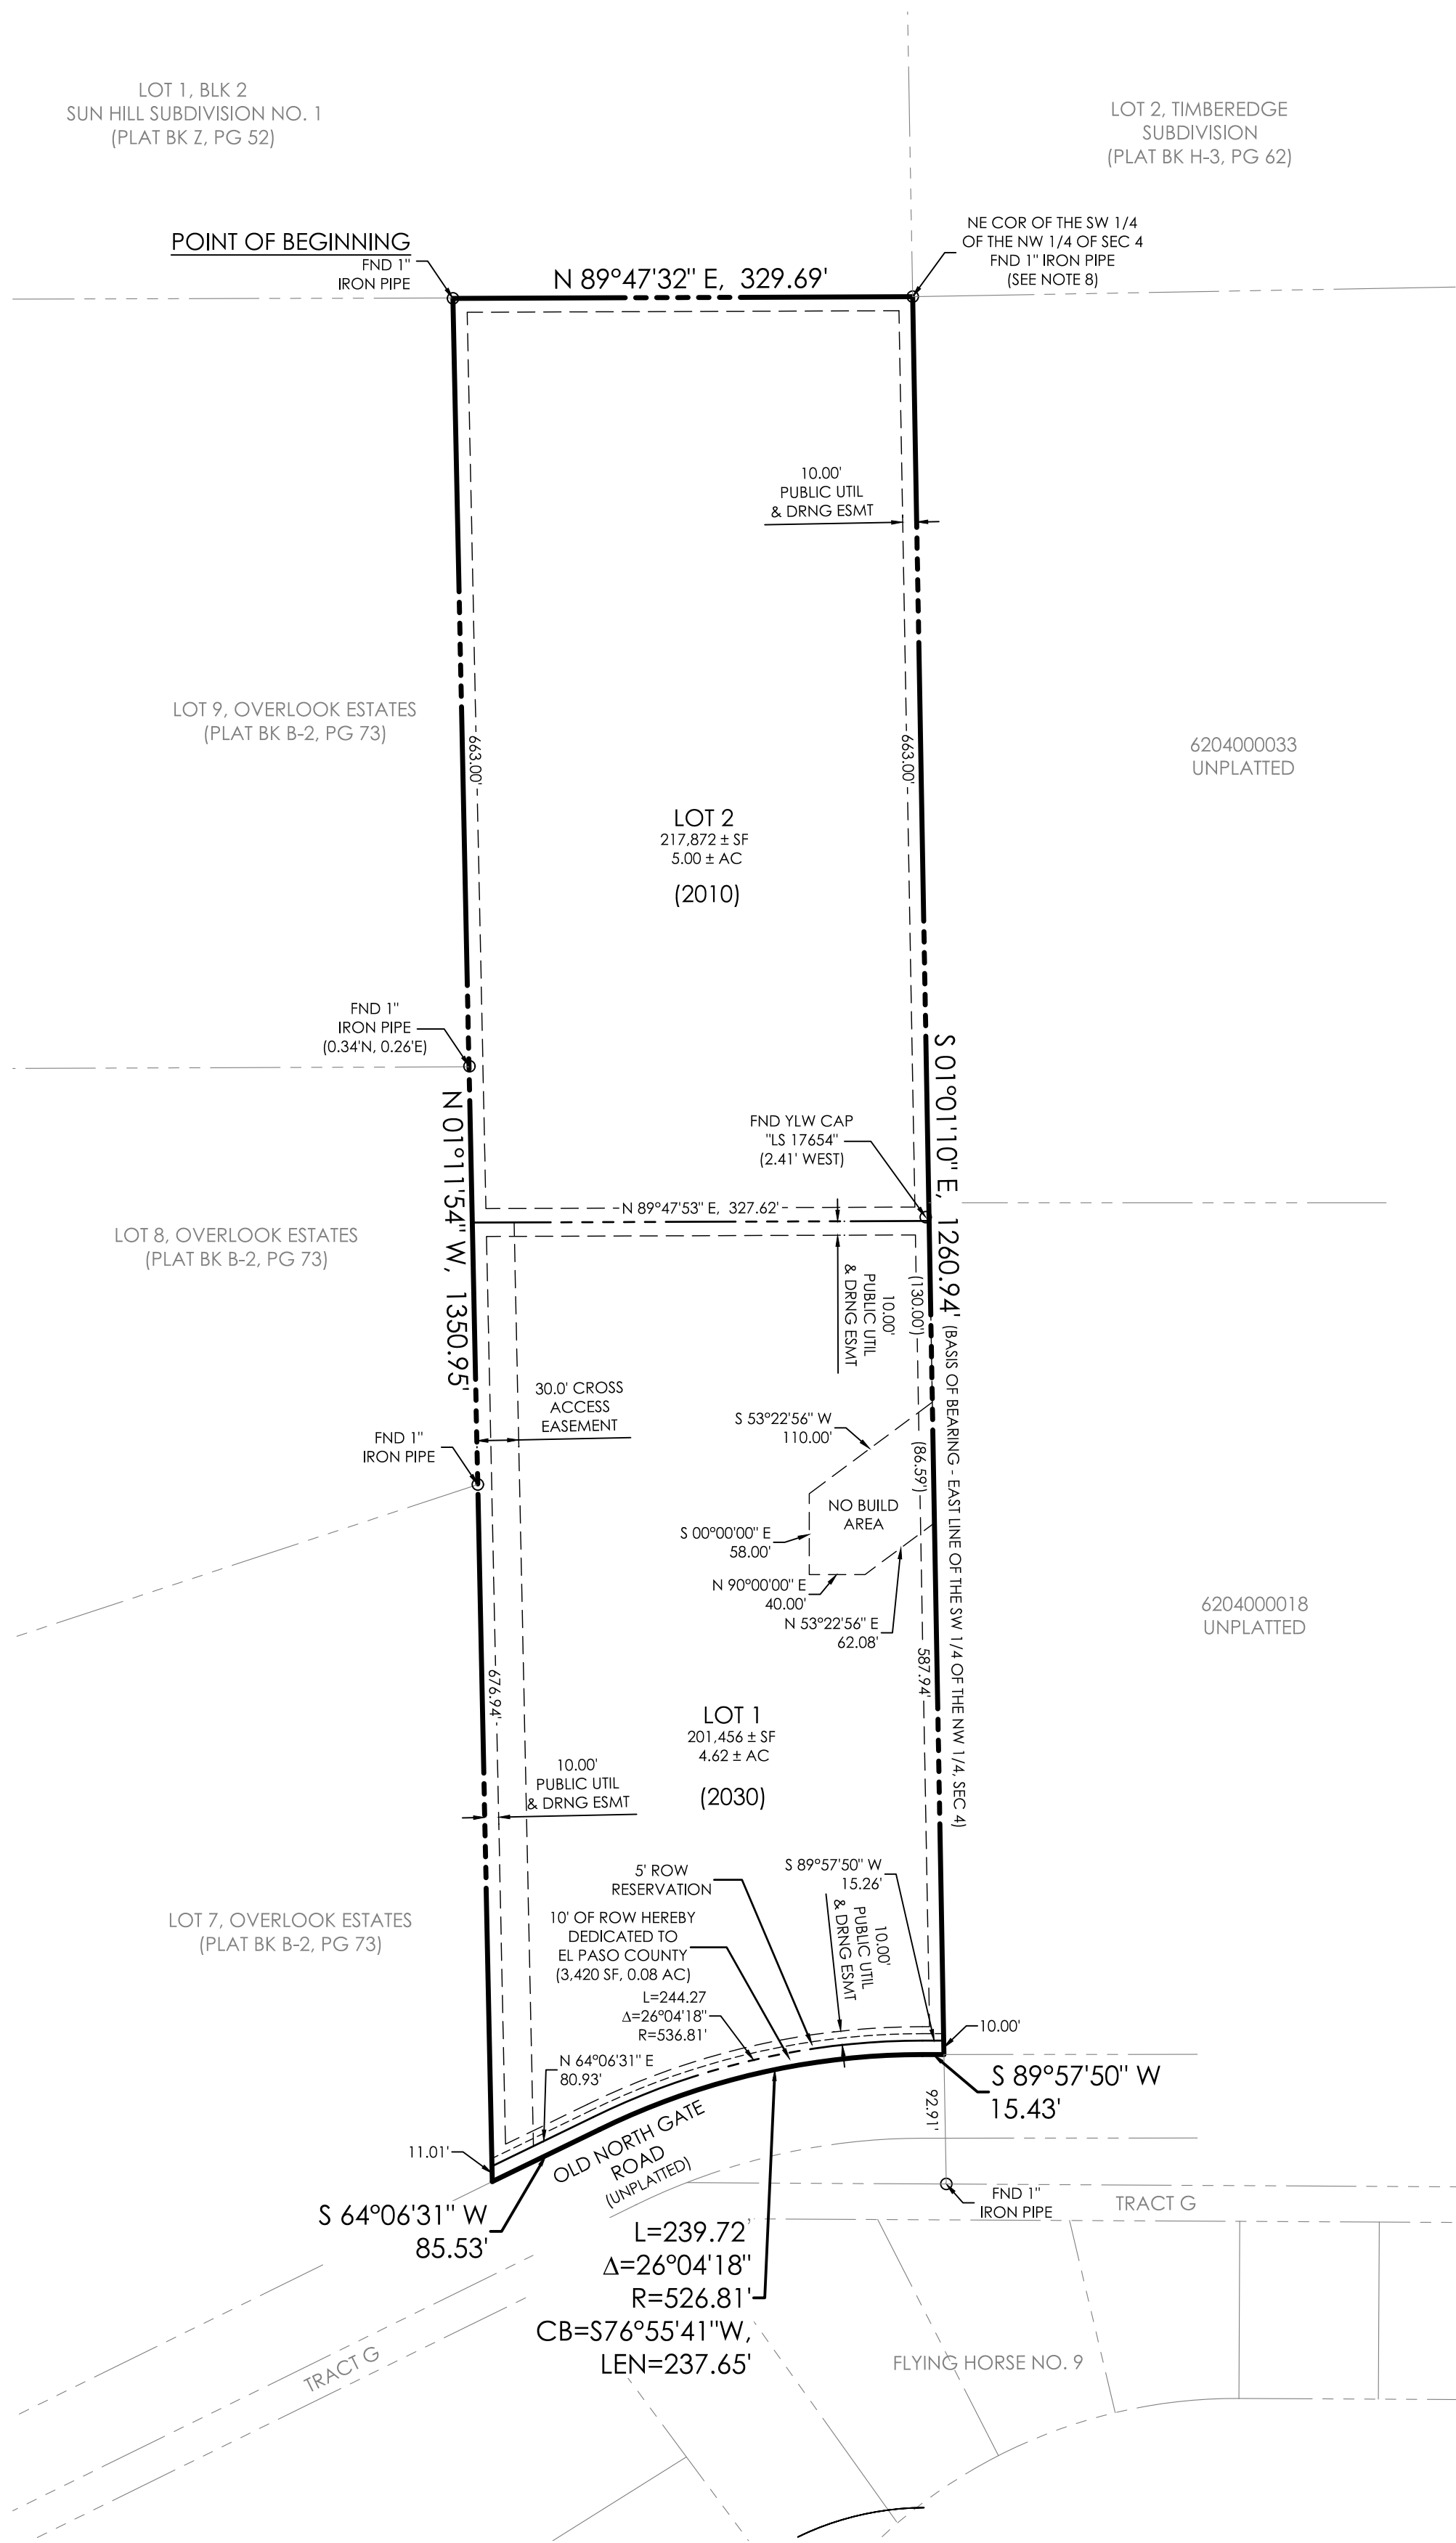 LOT 1, BLK 2
SUN HILL SUBDIVISION NO. 1
(PLAT BK Z, PG 52)
LOT 2, TIMBEREDGE
SUBDIVISION
(PLAT BK H-3, PG 62)
POINT OF BEGINNING
FND 1"
IRON PIPE
N 89°47'32" E, 329.69'
NE COR OF THE SW 1/4
OF THE NW 1/4 OF SEC 4
FND 1" IRON PIPE
(SEE NOTE 8)
10.00'
PUBLIC UTIL
& DRNG ESMT
LOT 9, OVERLOOK ESTATES
(PLAT BK B-2, PG 73)
663.00'
663.00'
6204000033
UNPLATTED
LOT 2
217,872 ± SF
5.00 ± AC
(2010)
FND 1"
IRON PIPE
(0.34'N, 0.26'E)
N 01°11'54" W, 1350.95'
S 01°01'10" E, 1260.94' (BASIS OF BEARING - EAST LINE OF THE SW 1/4 OF THE NW 1/4, SEC 4)
FND YLW CAP
"LS 17654"
(2.41' WEST)
N 89°47'53" E, 327.62'
LOT 8, OVERLOOK ESTATES
(PLAT BK B-2, PG 73)
10.00'
PUBLIC UTIL
& DRNG ESMT
(130.00')
30.0' CROSS
ACCESS
EASEMENT
S 53°22'56" W
110.00'
FND 1"
IRON PIPE
(86.59')
NO BUILD
AREA
S 00°00'00" E
58.00'
N 90°00'00" E
40.00'
N 53°22'56" E
62.08'
6204000018
UNPLATTED
676.94'
587.94'
LOT 1
201,456 ± SF
4.62 ± AC
(2030)
10.00'
PUBLIC UTIL
& DRNG ESMT
5' ROW
RESERVATION
S 89°57'50" W
15.26'
LOT 7, OVERLOOK ESTATES
(PLAT BK B-2, PG 73)
10' OF ROW HEREBY
DEDICATED TO
EL PASO COUNTY
(3,420 SF, 0.08 AC)
10.00'
PUBLIC UTIL
& DRNG ESMT
L=244.27
Δ=26°04'18"
R=536.81'
10.00'
N 64°06'31" E
80.93'
S 89°57'50" W
15.43'
92.91'
11.01'
OLD NORTH GATE
ROAD
(UNPLATTED)
FND 1"
IRON PIPE
TRACT G
S 64°06'31" W
85.53'
L=239.72'
Δ=26°04'18"
R=526.81'
CB=S76°55'41"W,
LEN=237.65'
TRACT G
FLYING HORSE NO. 9